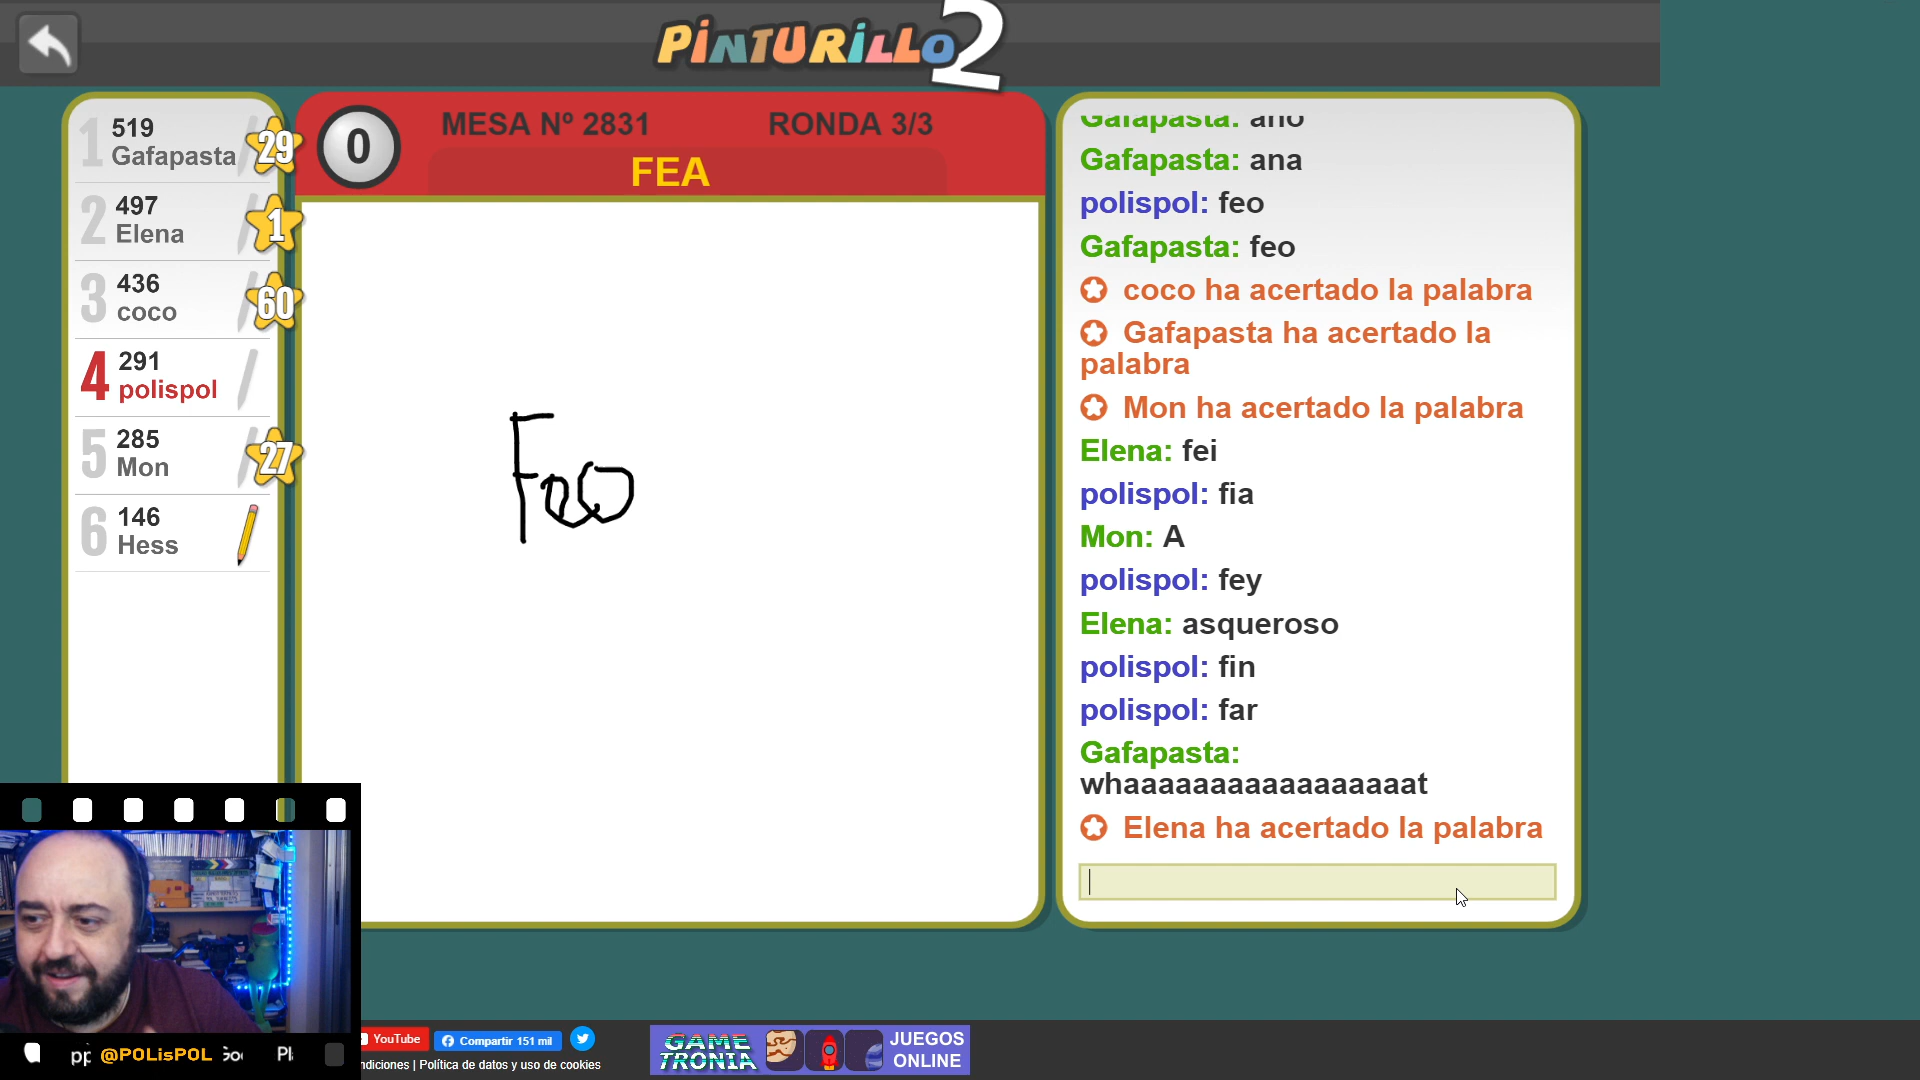 PINTURILLO 2
1 519 Gafapasta 29
2 497 Elena 1
3 436 coco 60
4 291 polispol
5 285 Mon 27
6 146 Hess
0 MESA Nº 2831 RONDA 3/3
FEA
Feo
Gafapasta: ano
Gafapasta: ana
polispol: feo
Gafapasta: feo
coco ha acertado la palabra
Gafapasta ha acertado la
palabra
Mon ha acertado la palabra
Elena: fei
polispol: fia
Mon: A
polispol: fey
Elena: asqueroso
polispol: fin
polispol: far
Gafapasta:
whaaaaaaaaaaaaaaaaat
Elena ha acertado la palabra
@POLisPOL
YouTube Compartir 151 mil
ndiciones | Política de datos y uso de cookies
GAME TRONIA
JUEGOS ONLINE